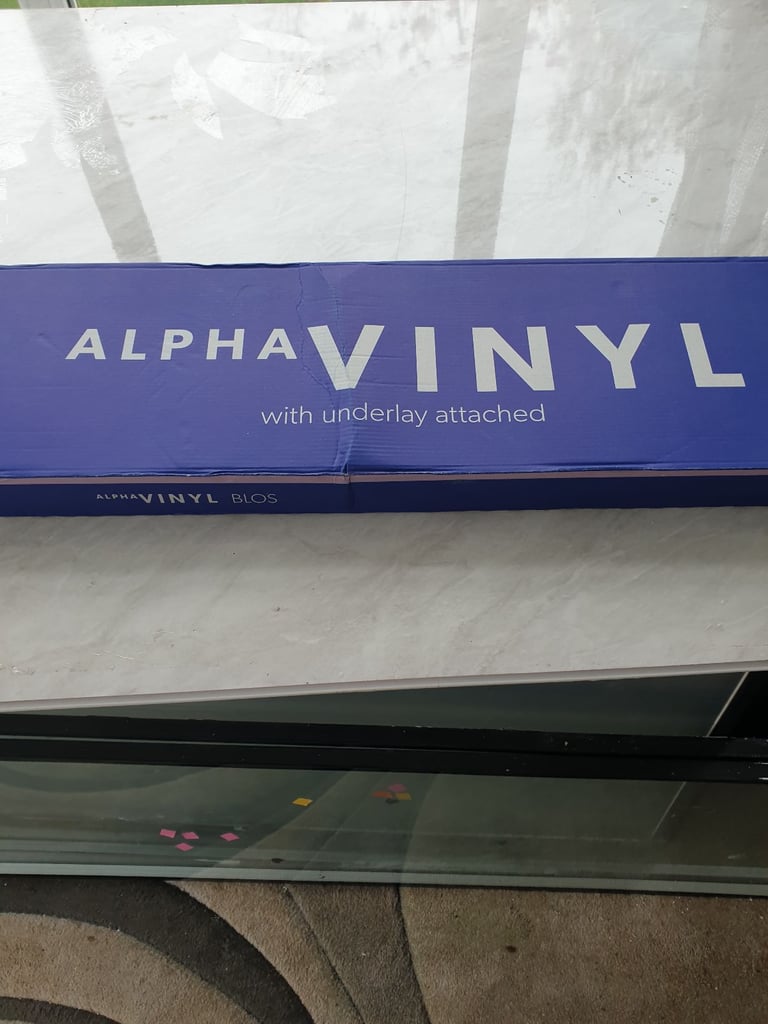 ALPHAVINYL
with underlay attached
ALPHAVINYL BLOS